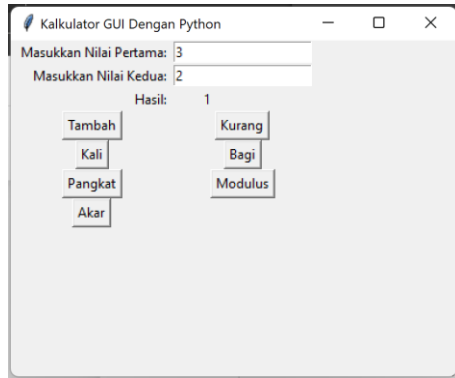 Kalkulator GUI Dengan Python
Masukkan Nilai Pertama: 3
Masukkan Nilai Kedua: 2
Hasil: 1
Tambah Kurang
Kali Bagi
Pangkat Modulus
Akar